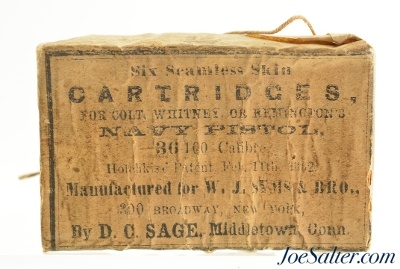 Six Seamless Skin
CARTRIDGES,
FOR COLT, WHITNEY, OR REMINGTON'S
NAVY PISTOL,
36-100 Calibre.
Hotchkiss' Patent Feb. 11th, 1862.
Manufactured for W. J. SYMS & BRO.,
300 BROADWAY, NEW YORK,
By D. C. SAGE, Middletown, Conn.
JoeSalter.com